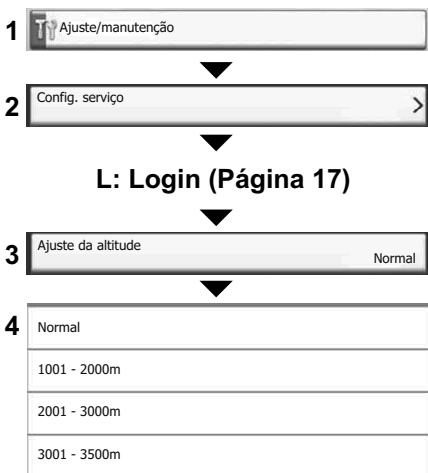 1 Ajuste/manutenção
2 Config. serviço
L: Login (Página 17)
3 Ajuste da altitude
Normal
4 Normal
1001 - 2000m
2001 - 3000m
3001 - 3500m